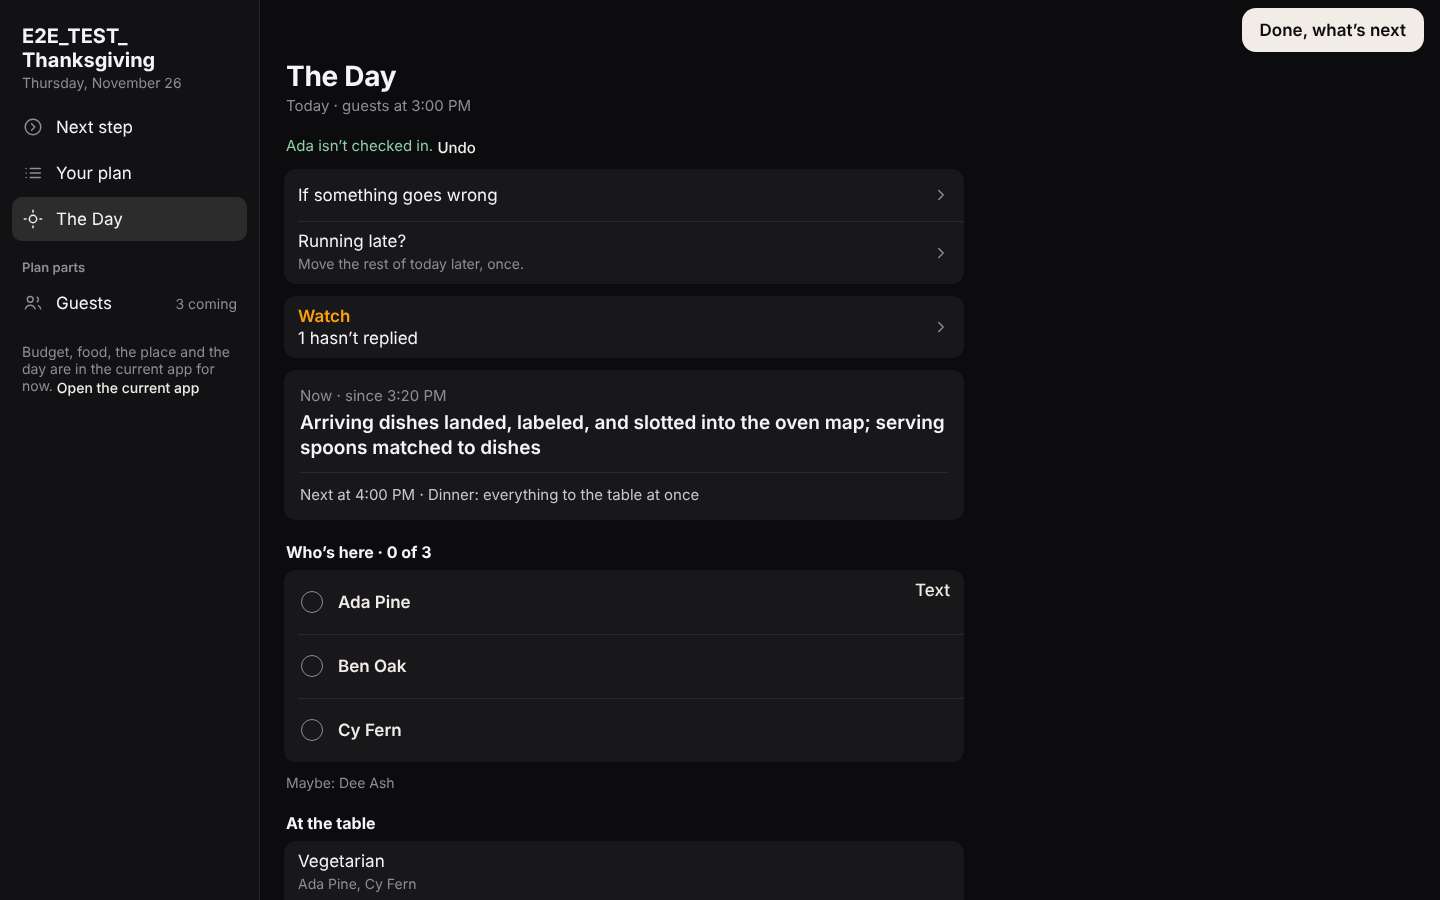 E2E_TEST_
Thanksgiving
Thursday, November 26
Next step
Your plan
The Day
Plan parts
Guests 3 coming
Budget, food, the place and the
day are in the current app for
now. Open the current app
Done, what’s next
The Day
Today · guests at 3:00 PM
Ada isn’t checked in. Undo
If something goes wrong
Running late?
Move the rest of today later, once.
Watch
1 hasn’t replied
Now · since 3:20 PM
Arriving dishes landed, labeled, and slotted into the oven map; serving
spoons matched to dishes
Next at 4:00 PM · Dinner: everything to the table at once
Who’s here · 0 of 3
Ada Pine Text
Ben Oak
Cy Fern
Maybe: Dee Ash
At the table
Vegetarian
Ada Pine, Cy Fern